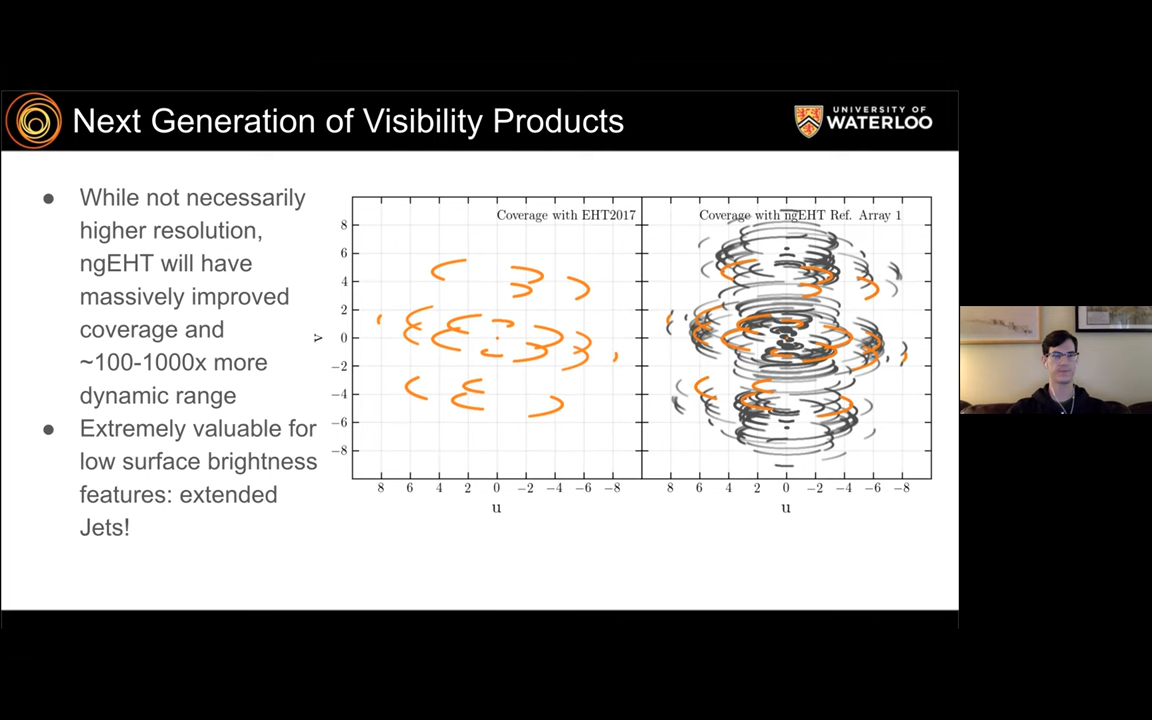 Next Generation of Visibility Products
UNIVERSITY OF
WATERLOO
● While not necessarily
higher resolution,
ngEHT will have
massively improved
coverage and
~100-1000x more
dynamic range
● Extremely valuable for
low surface brightness
features: extended
Jets!
Coverage with EHT2017
Coverage with ngEHT Ref. Array 1
8
6
4
2
0
−2
−4
−6
−8
v
8 6 4 2 0 −2 −4 −6 −8
8 6 4 2 0 −2 −4 −6 −8
u
u